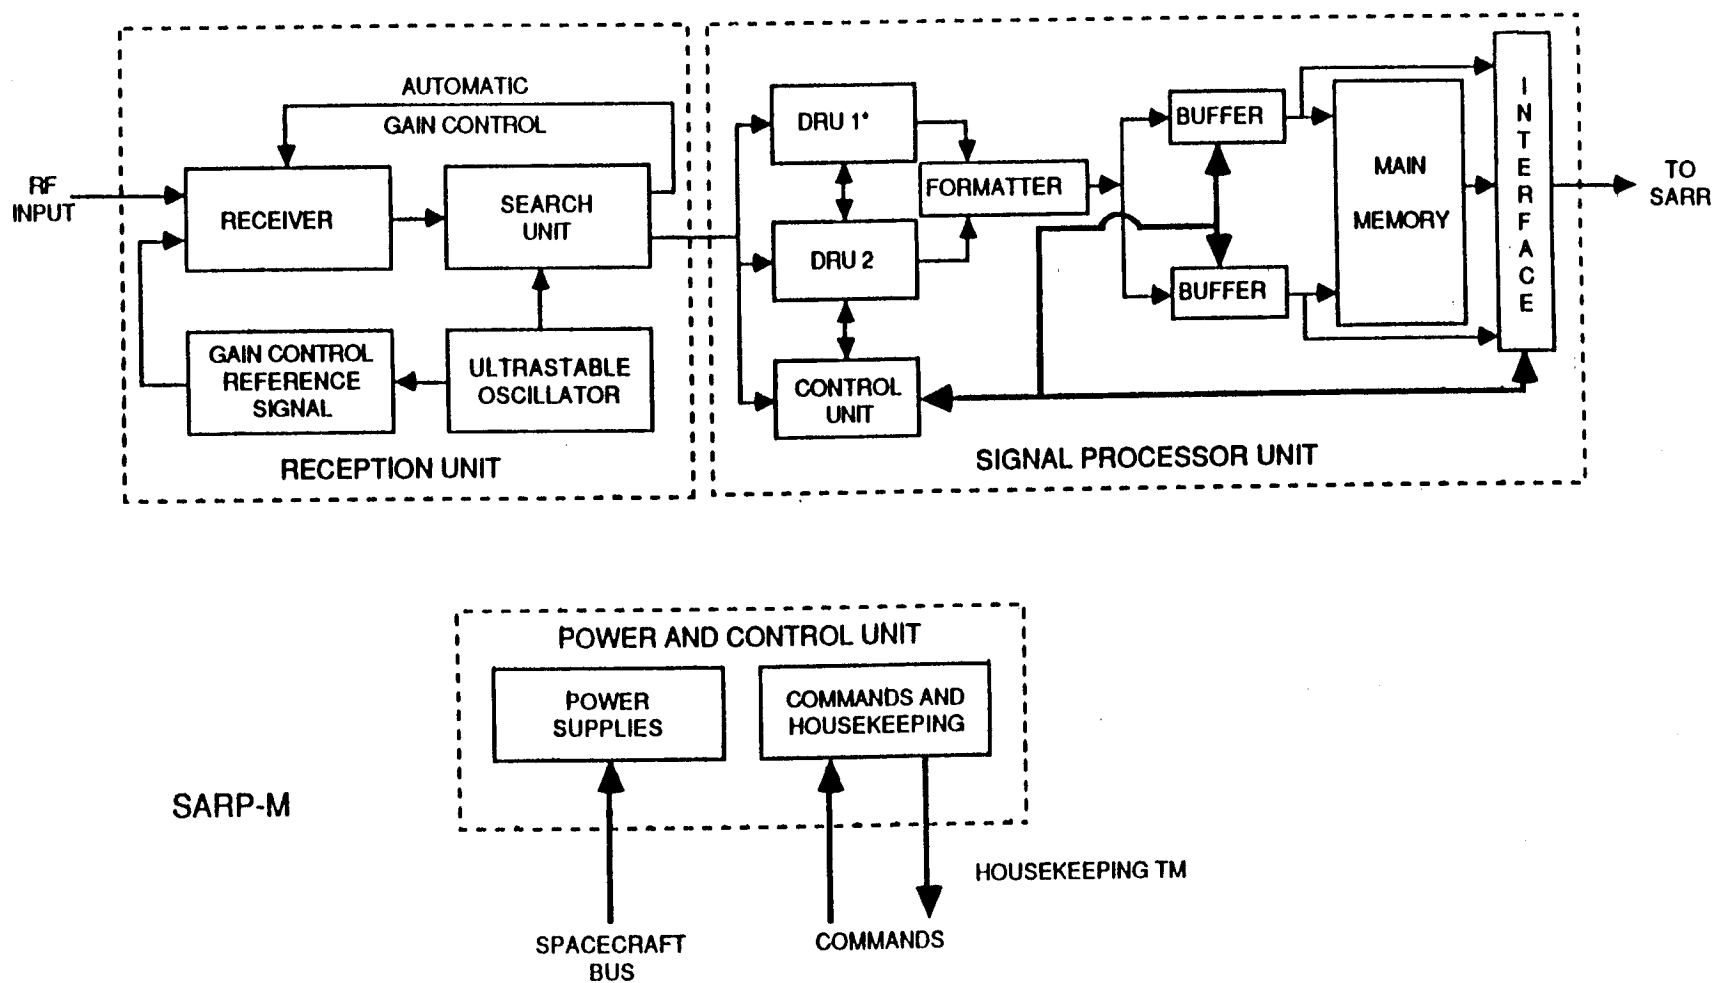 AUTOMATIC
GAIN CONTROL
RF
INPUT
RECEIVER
SEARCH
UNIT
GAIN CONTROL
REFERENCE
SIGNAL
ULTRASTABLE
OSCILLATOR
RECEPTION UNIT
DRU 1*
DRU 2
CONTROL
UNIT
FORMATTER
BUFFER
BUFFER
MAIN
MEMORY
INTERFACE
TO
SARR
SIGNAL PROCESSOR UNIT
POWER AND CONTROL UNIT
POWER
SUPPLIES
COMMANDS AND
HOUSEKEEPING
SARP-M
HOUSEKEEPING TM
SPACECRAFT
BUS
COMMANDS